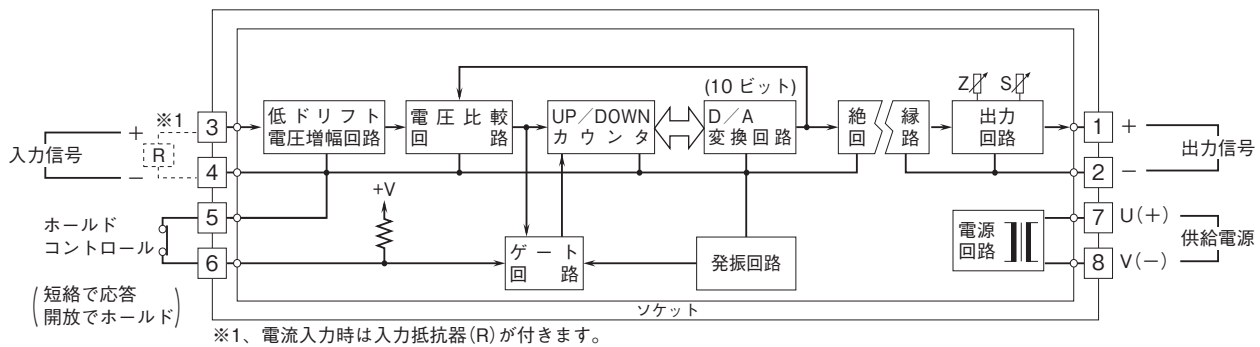 (10 ビット)
Z
S
※1
3
低ドリフト
電圧増幅回路
電圧比較
回路
UP／DOWN
カウンタ
D／A
変換回路
絶縁
回路
出力
回路
1
+
+
R
−
入力信号
出力信号
4
2
−
+V
5
ホールド
コントロール
6
ゲート
回路
発振回路
電源
回路
7
U(+)
供給電源
8
V(−)
(短絡で応答
開放でホールド)
ソケット
※1、電流入力時は入力抵抗器(R)が付きます。